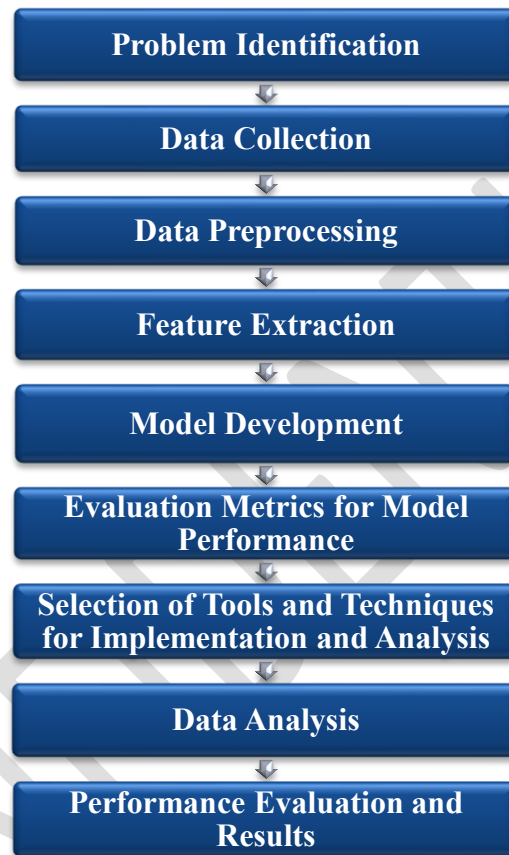 Problem Identification
Data Collection
Data Preprocessing
Feature Extraction
Model Development
Evaluation Metrics for Model
Performance
Selection of Tools and Techniques
for Implementation and Analysis
Data Analysis
Performance Evaluation and
Results